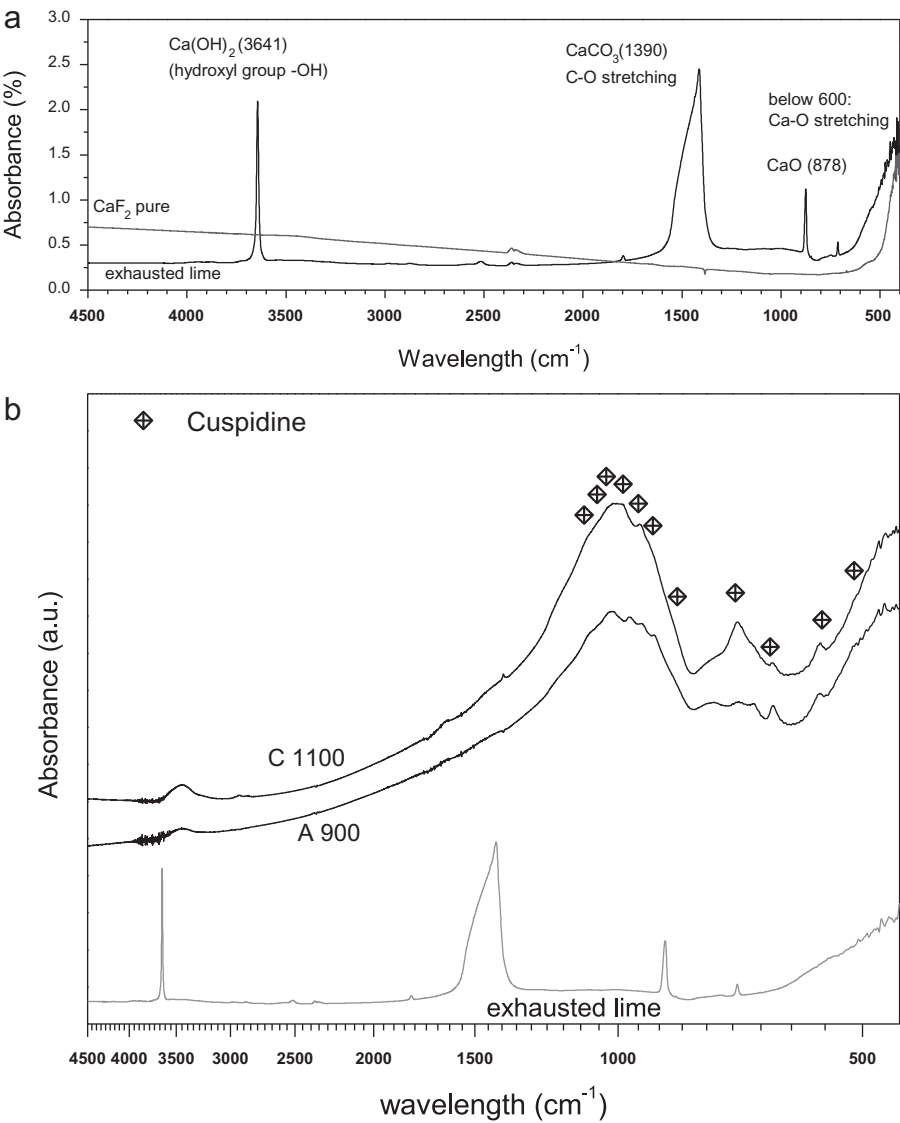 a
3.0
2.5
2.0
1.5
1.0
0.5
0.0
Absorbance (%)
Ca(OH)₂(3641)
(hydroxyl group -OH)
CaCO₃(1390)
C-O stretching
below 600:
Ca-O stretching
CaO (878)
CaF₂ pure
exhausted lime
4500 4000 3500 3000 2500 2000 1500 1000 500
Wavelength (cm⁻¹)
b
Cuspidine
Absorbance (a.u.)
C 1100
A 900
exhausted lime
4500 4000 3500 3000 2500 2000 1500 1000 500
wavelength (cm⁻¹)